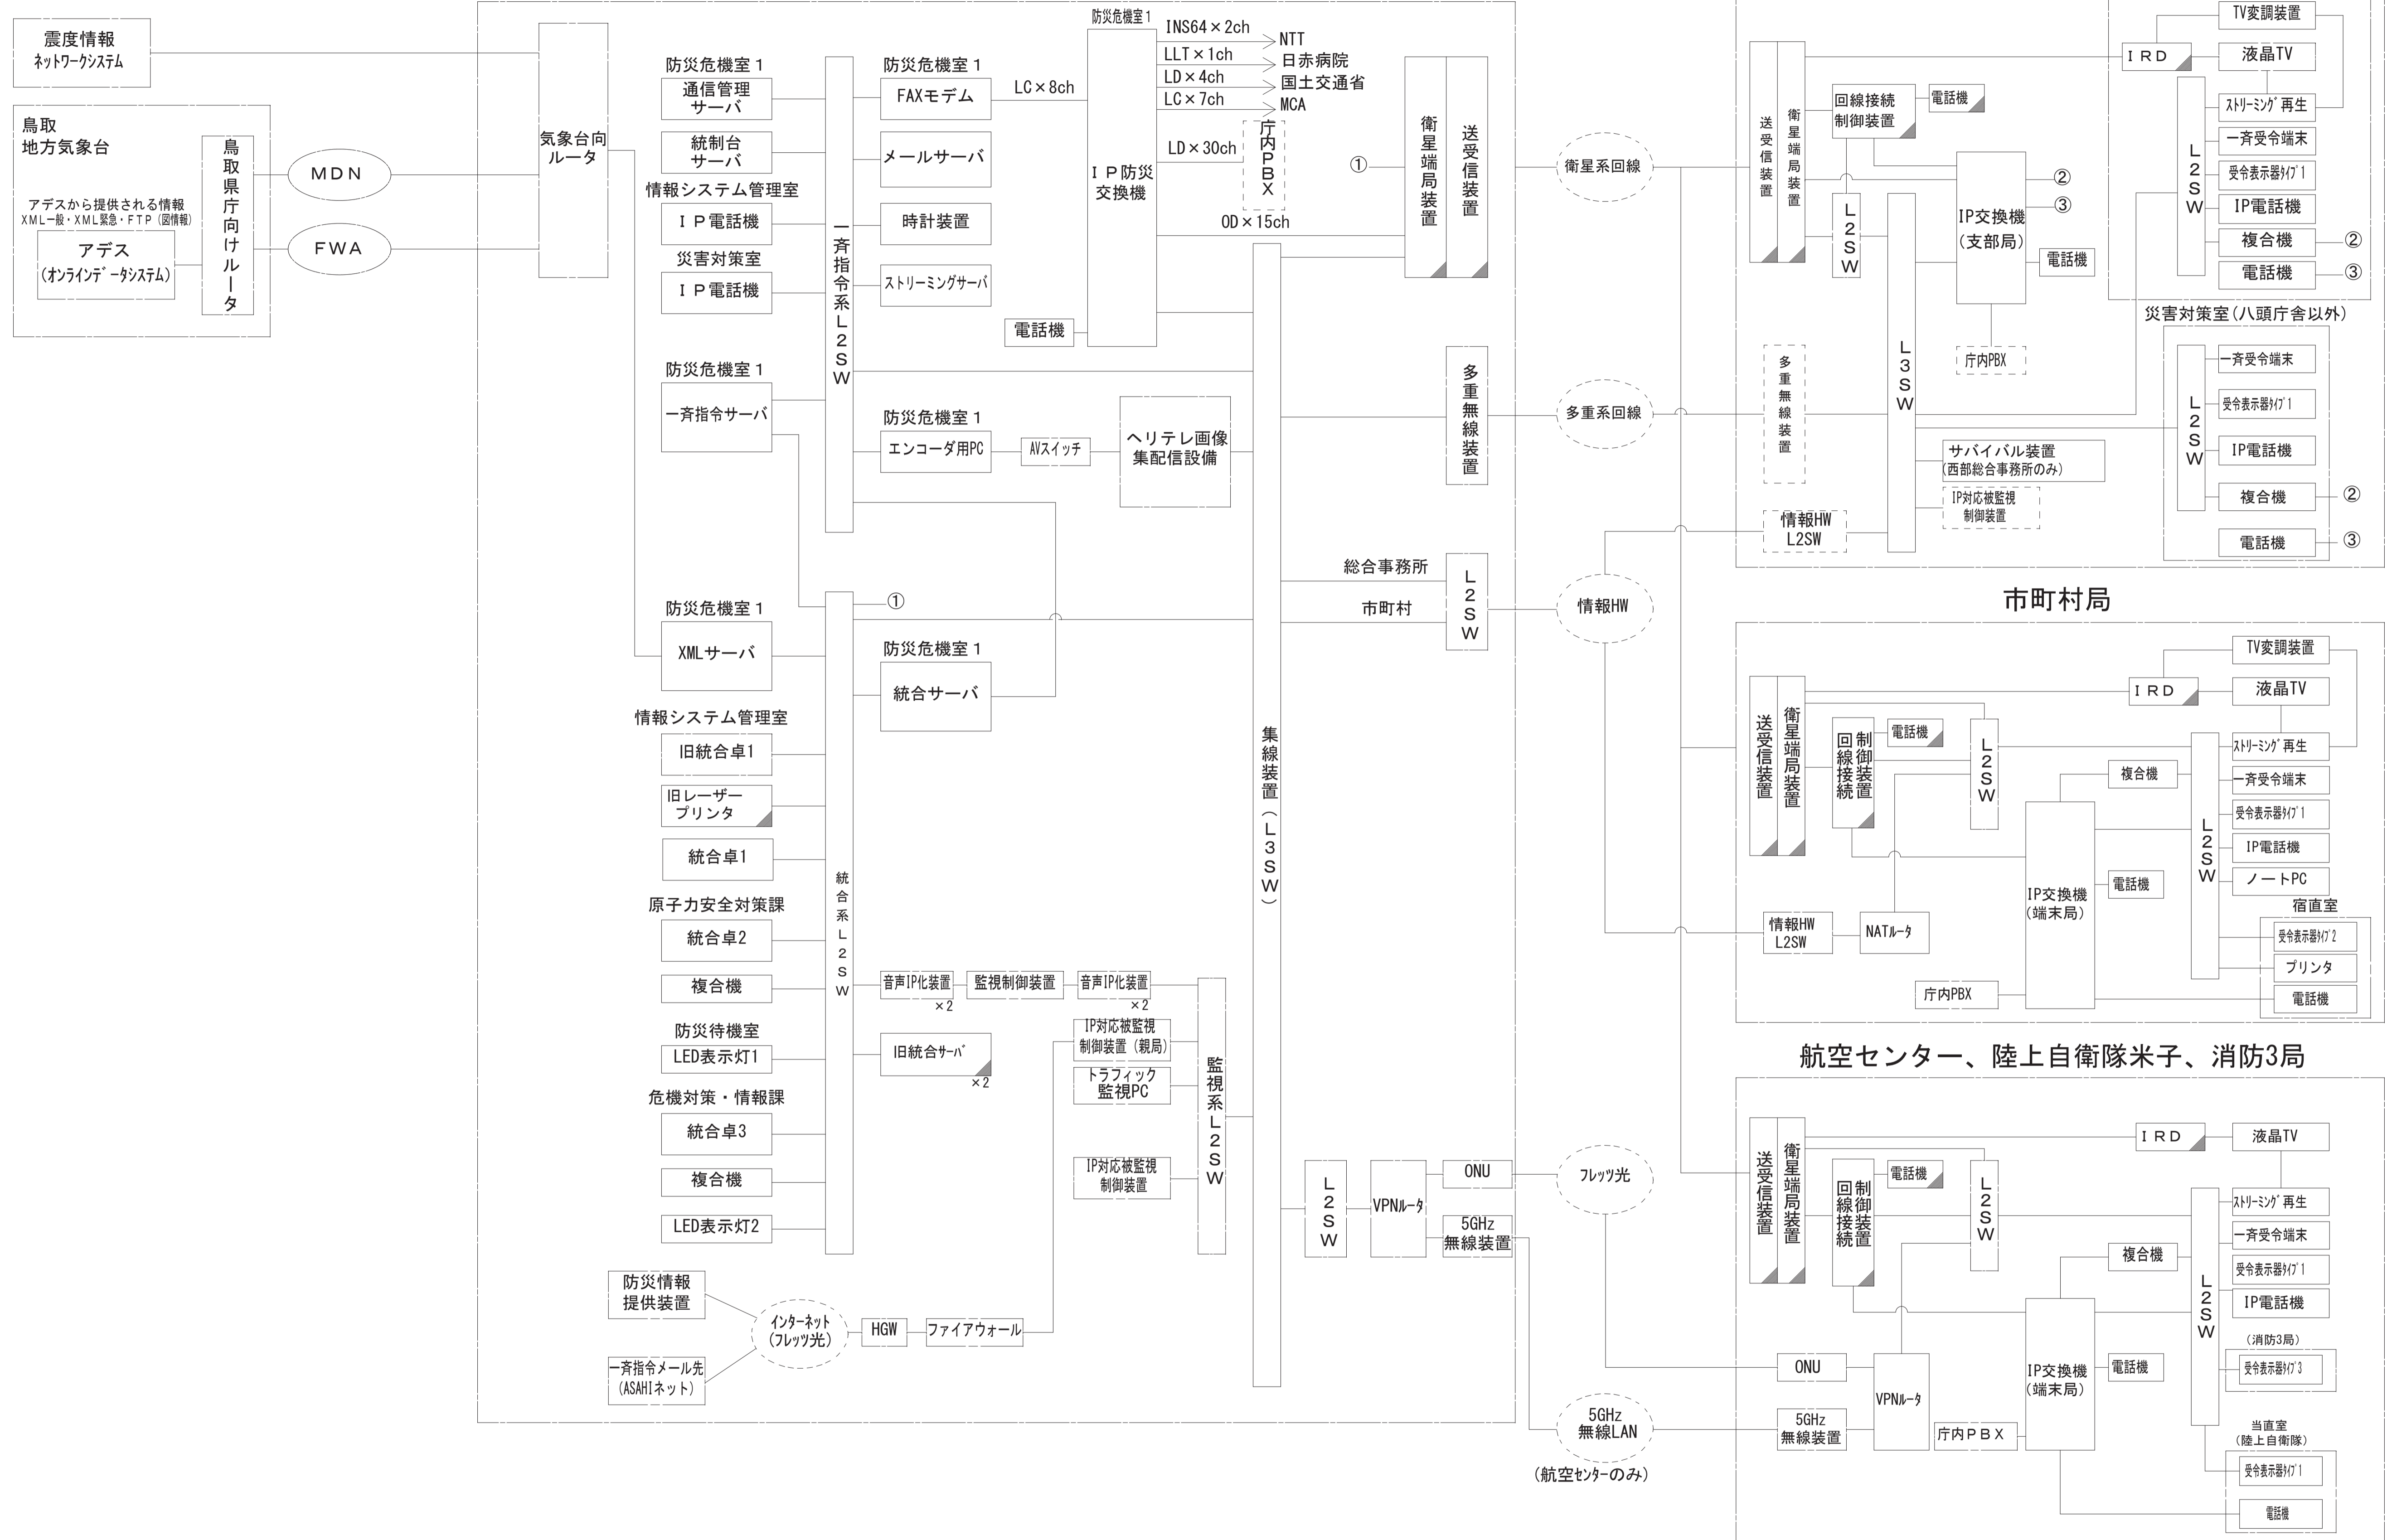 震度情報
ネットワークシステム
鳥取
地方気象台
アデスから提供される情報
XML一般・XML緊急・FTP（図情報）
アデス
(オンラインデータシステム)
鳥取県庁向けルータ
MDN
FWA
気象台向
ルータ
防災危機室1
通信管理
サーバ
統制台
サーバ
情報システム管理室
IP電話機
災害対策室
IP電話機
防災危機室1
一斉指令サーバ
防災危機室1
XMLサーバ
情報システム管理室
旧統合卓1
旧レーザー
プリンタ
統合卓1
原子力安全対策課
統合卓2
複合機
防災待機室
LED表示灯1
危機対策・情報課
統合卓3
複合機
LED表示灯2
防災情報
提供装置
一斉指令メール先
(ASAHIネット)
インターネット
(フレッツ光)
HGW
ファイアウォール
一斉指令系L2SW
統合系L2SW
防災危機室1
FAXモデム
メールサーバ
時計装置
ストリーミングサーバ
LC×8ch
電話機
防災危機室1
エンコーダ用PC
AVスイッチ
ヘリテレ画像
集配信設備
①
防災危機室1
統合サーバ
音声IP化装置
×2
監視制御装置
音声IP化装置
×2
旧統合サーバ
×2
IP対応被監視
制御装置（親局）
トラフィック
監視PC
IP対応被監視
制御装置
監視系L2SW
防災危機室1
IP防災
交換機
INS64×2ch
NTT
LLT×1ch
日赤病院
LD×4ch
国土交通省
LC×7ch
MCA
LD×30ch
庁内PBX
OD×15ch
①
衛星端局装置
送受信装置
集線装置（L3SW）
多重無線装置
総合事務所
市町村
L2SW
L2SW
VPNルータ
ONU
5GHz
無線装置
衛星系回線
多重系回線
情報HW
フレッツ光
5GHz
無線LAN
(航空センターのみ)
送受信装置
衛星端局装置
回線接続
制御装置
電話機
L2SW
IP交換機
(支部局)
②
③
電話機
庁内PBX
L3SW
多重無線装置
情報HW
L2SW
サバイバル装置
(西部総合事務所のみ)
IP対応被監視
制御装置
IRD
TV変調装置
液晶TV
L2SW
ストリーミング再生
一斉受令端末
受令表示器タイプ1
IP電話機
複合機
②
電話機
③
災害対策室(八頭庁舎以外)
L2SW
一斉受令端末
受令表示器タイプ1
IP電話機
複合機
②
電話機
③
市町村局
送受信装置
衛星端局装置
回線接続
制御装置
電話機
L2SW
IRD
TV変調装置
液晶TV
L2SW
ストリーミング再生
一斉受令端末
受令表示器タイプ1
IP電話機
ノートPC
複合機
IP交換機
(端末局)
電話機
情報HW
L2SW
NATルータ
庁内PBX
宿直室
受令表示器タイプ2
プリンタ
電話機
航空センター、陸上自衛隊米子、消防3局
送受信装置
衛星端局装置
回線接続
制御装置
電話機
L2SW
IRD
液晶TV
L2SW
ストリーミング再生
一斉受令端末
受令表示器タイプ1
IP電話機
複合機
IP交換機
(端末局)
電話機
ONU
5GHz
無線装置
VPNルータ
庁内PBX
(消防3局)
受令表示器タイプ3
当直室
(陸上自衛隊)
受令表示器タイプ1
電話機